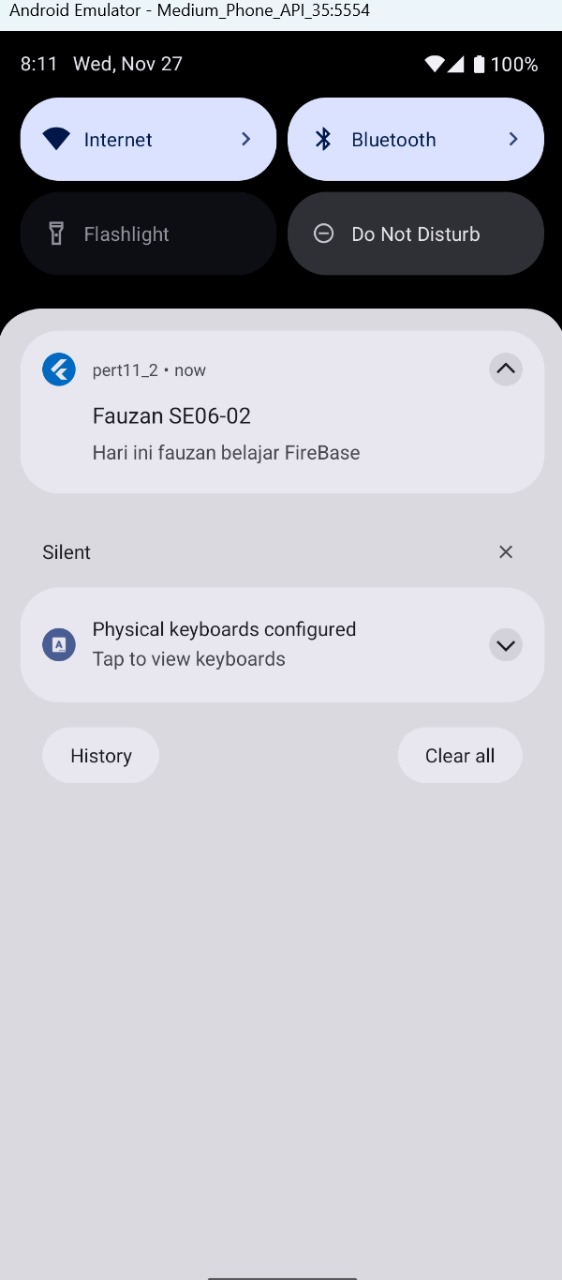 Android Emulator - Medium_Phone_API_35:5554
8:11 Wed, Nov 27 100%
Internet Bluetooth
Flashlight Do Not Disturb
pert11_2 • now
Fauzan SE06-02
Hari ini fauzan belajar FireBase
Silent
Physical keyboards configured
Tap to view keyboards
History Clear all